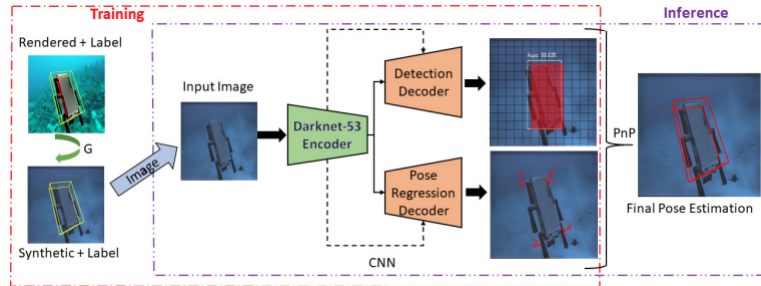 Training
Inference
Rendered + Label
G
Synthetic + Label
Image
Input Image
Darknet-53
Encoder
Detection
Decoder
Pose
Regression
Decoder
CNN
PnP
Final Pose Estimation